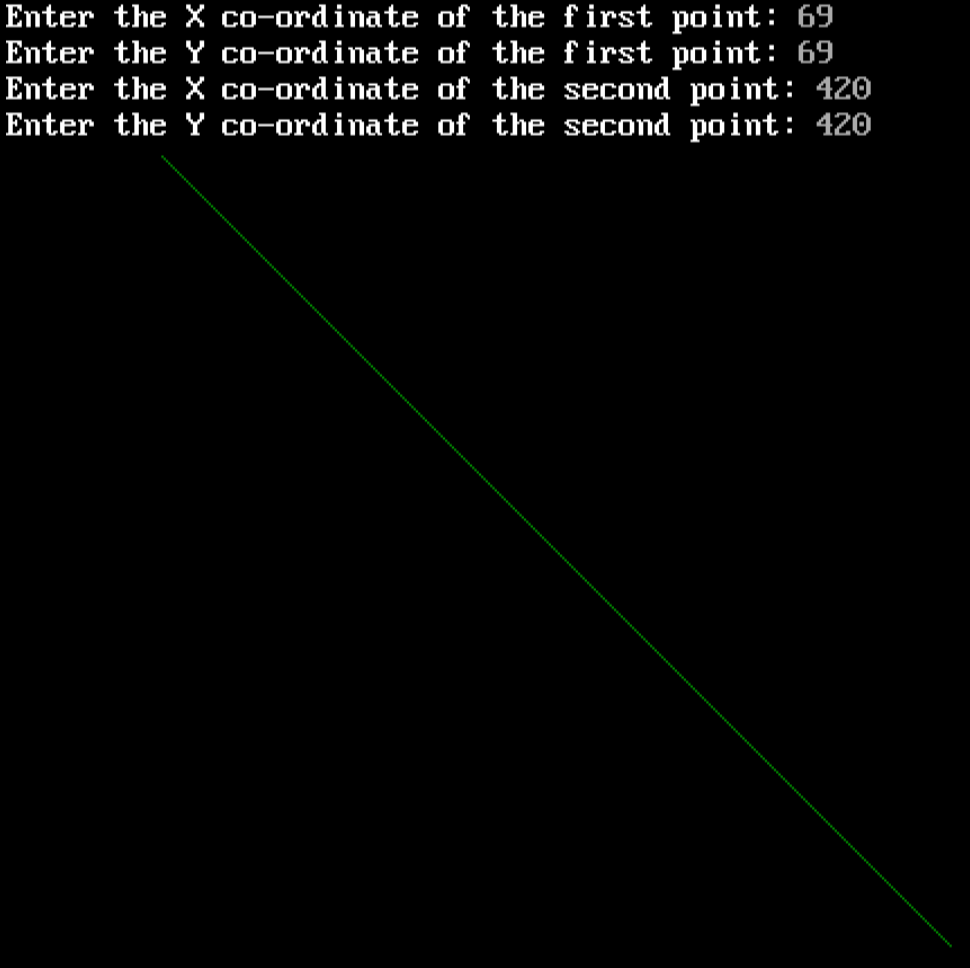 Enter the X co-ordinate of the first point: 69
Enter the Y co-ordinate of the first point: 69
Enter the X co-ordinate of the second point: 420
Enter the Y co-ordinate of the second point: 420